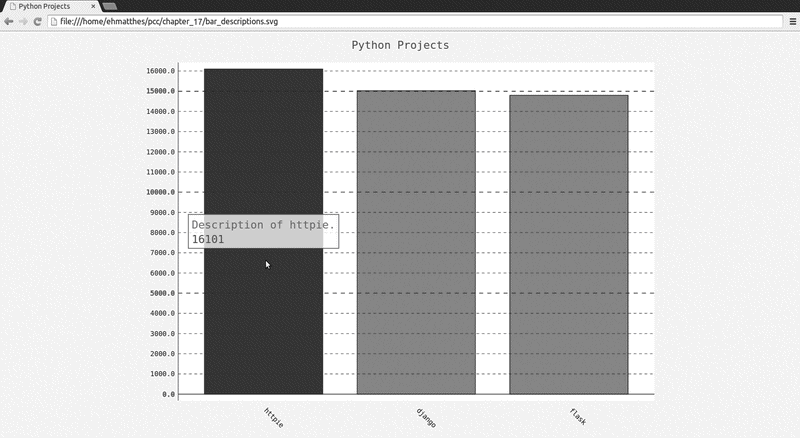 Python Projects
file:///home/ehmatthes/pcc/chapter_17/bar_descriptions.svg
Python Projects
16000.0
15000.0
14000.0
13000.0
12000.0
11000.0
10000.0
9000.0
8000.0
7000.0
6000.0
5000.0
4000.0
3000.0
2000.0
1000.0
0.0
Description of httpie.
16101
httpie
django
flask